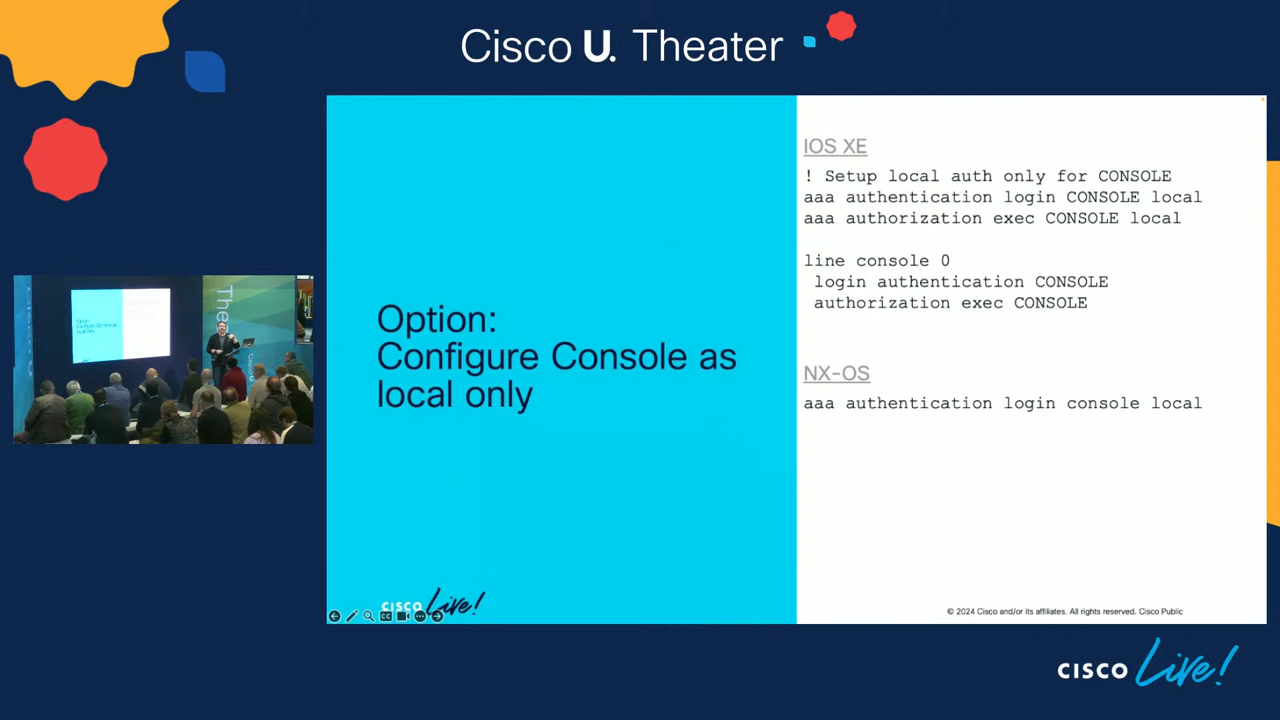 Cisco U. Theater
IOS XE
! Setup local auth only for CONSOLE
aaa authentication login CONSOLE local
aaa authorization exec CONSOLE local
line console 0
login authentication CONSOLE
authorization exec CONSOLE
Option:
Configure Console as
local only
NX-OS
aaa authentication login console local
CISCO Live!
CC
© 2024 Cisco and/or its affiliates. All rights reserved. Cisco Public
The
CISCO Live!